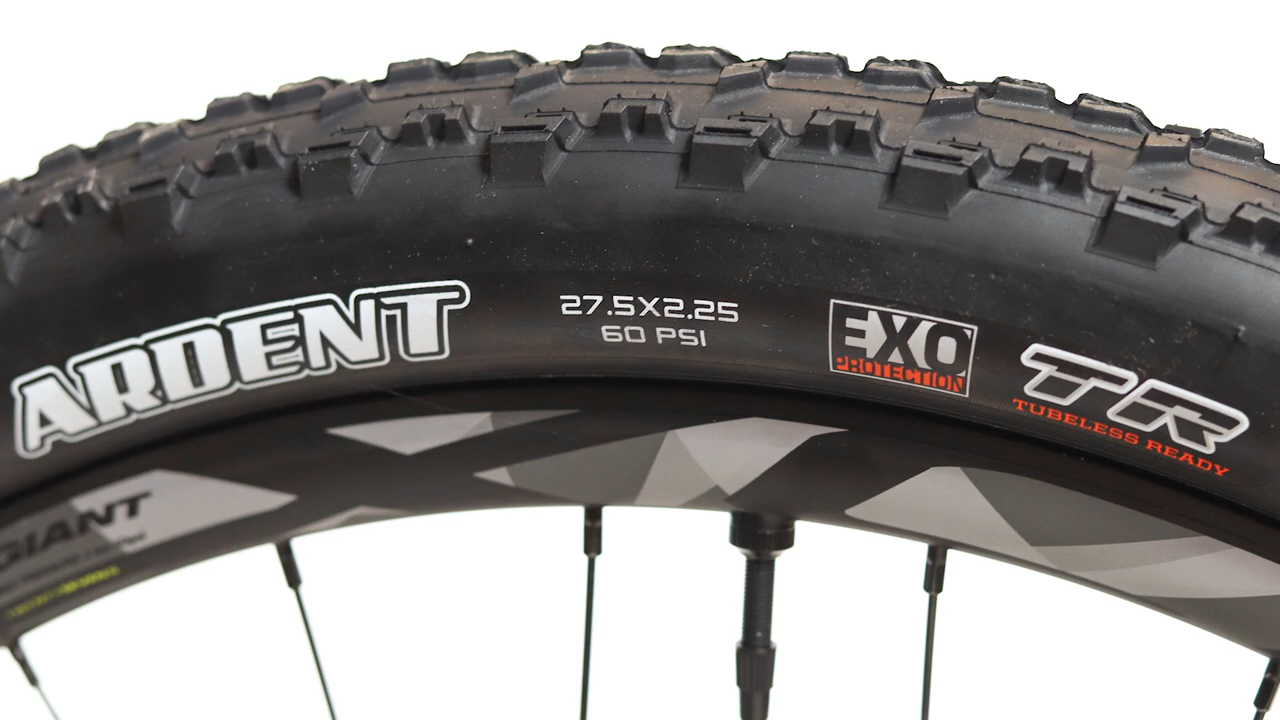 ARDENT
27.5X2.25
60 PSI
EXO
PROTECTION
TR
TUBELESS READY
GIANT